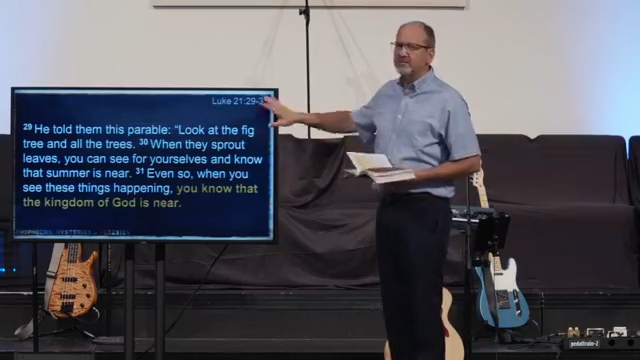 Luke 21:29-3
29 He told them this parable: “Look at the fig
tree and all the trees. 30 When they sprout
leaves, you can see for yourselves and know
that summer is near. 31 Even so, when you
see these things happening, you know that
the kingdom of God is near.
pedaltrain-2